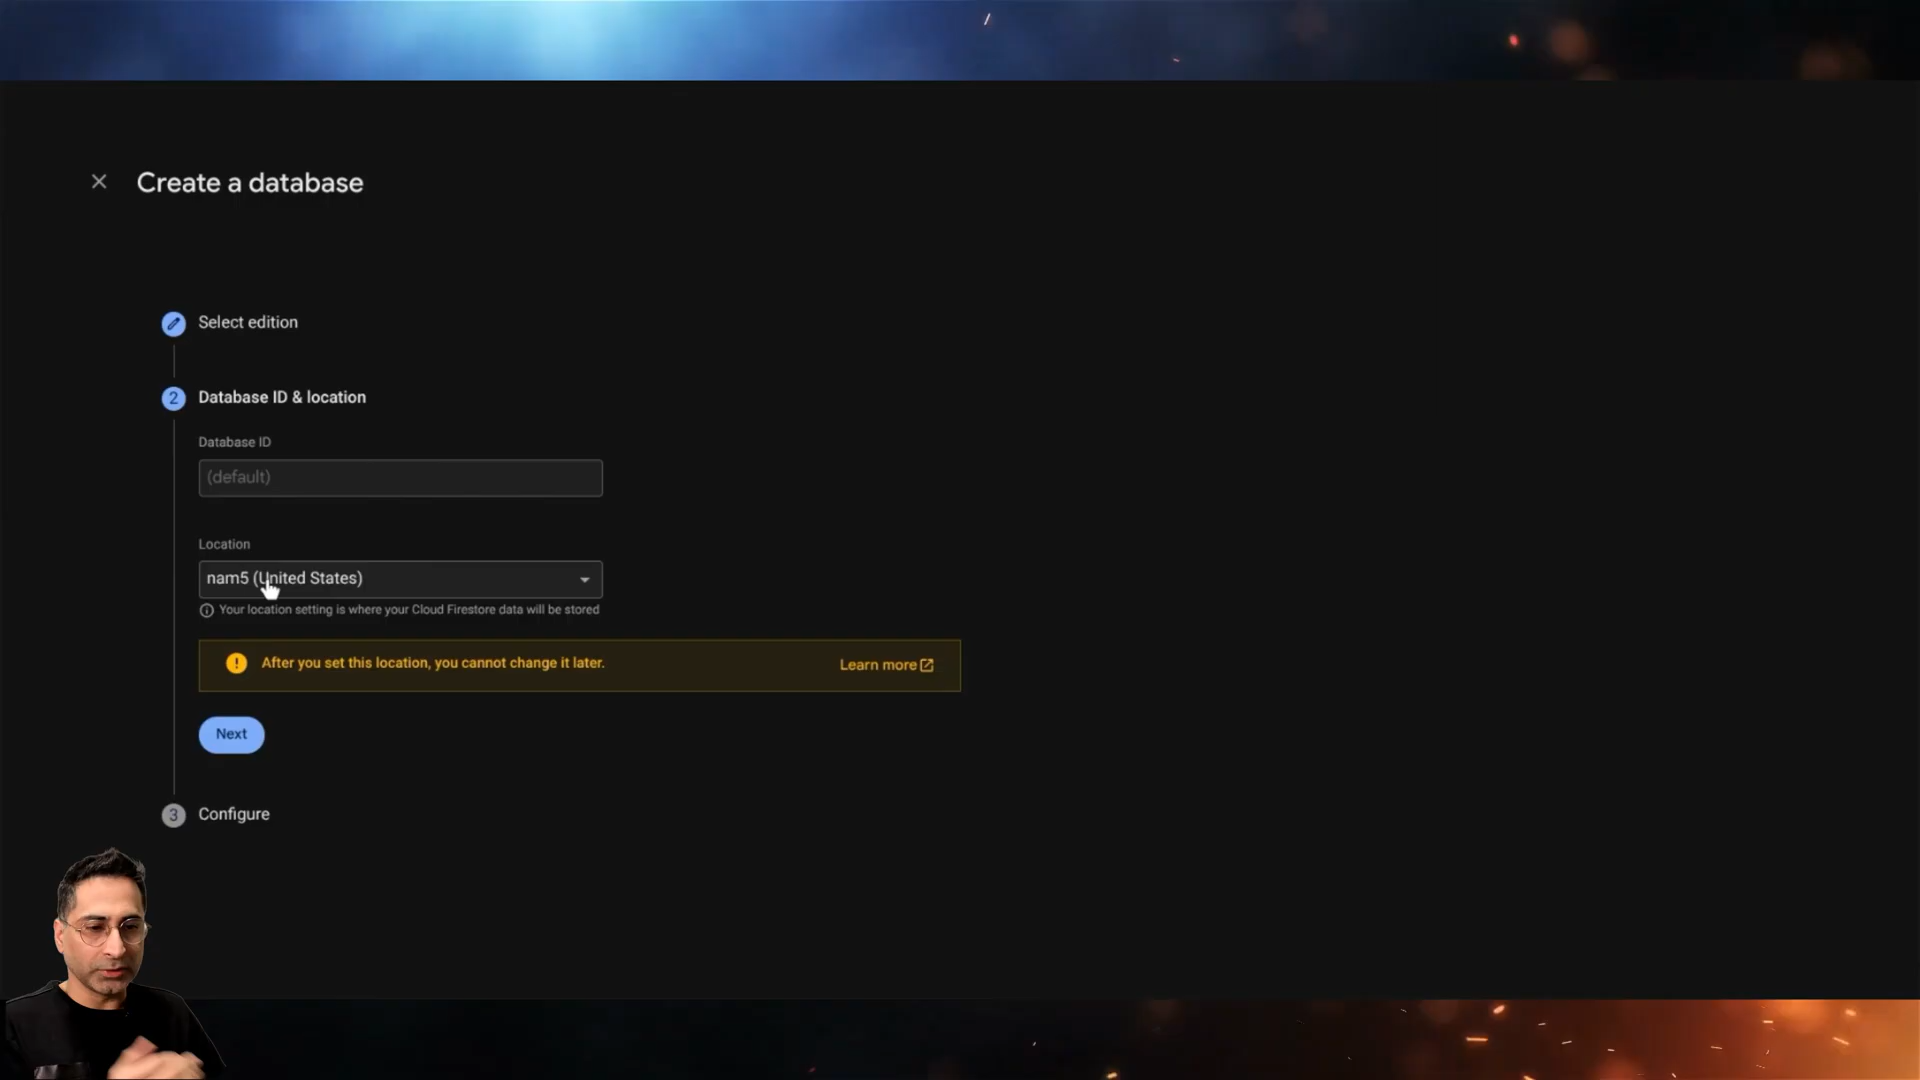 Create a database
Select edition
2 Database ID & location
Database ID
(default)
Location
nam5 (United States)
Your location setting is where your Cloud Firestore data will be stored
After you set this location, you cannot change it later.
Learn more
Next
3 Configure